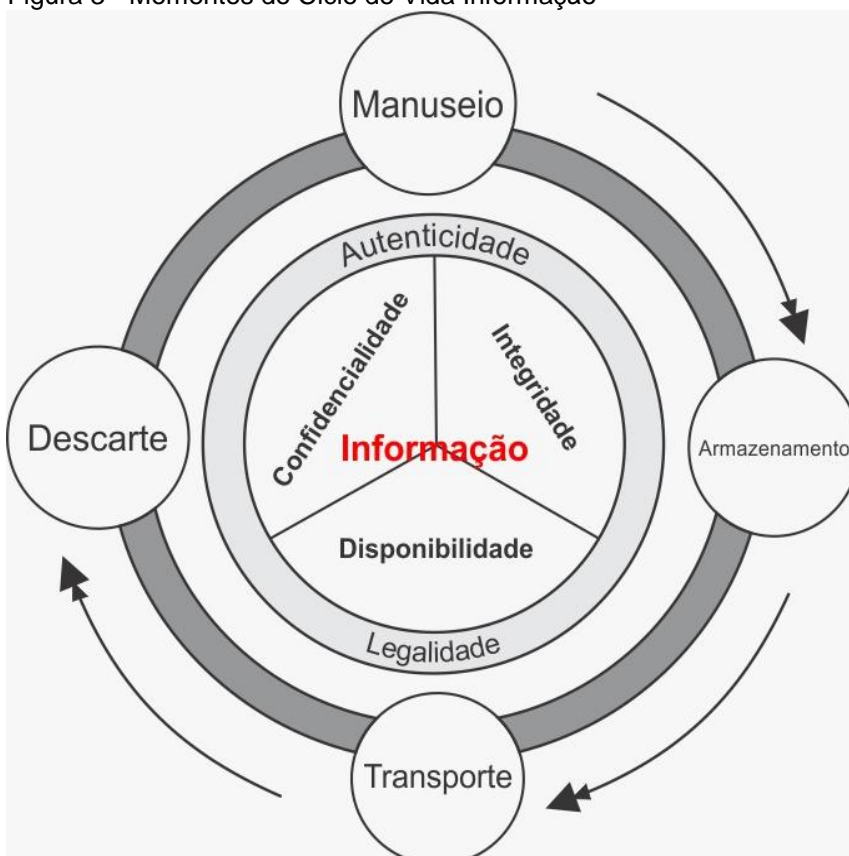 Manuseio
Autenticidade
Confidencialidade
Integridade
Descarte
Informação
Armazenamento
Disponibilidade
Legalidade
Transporte